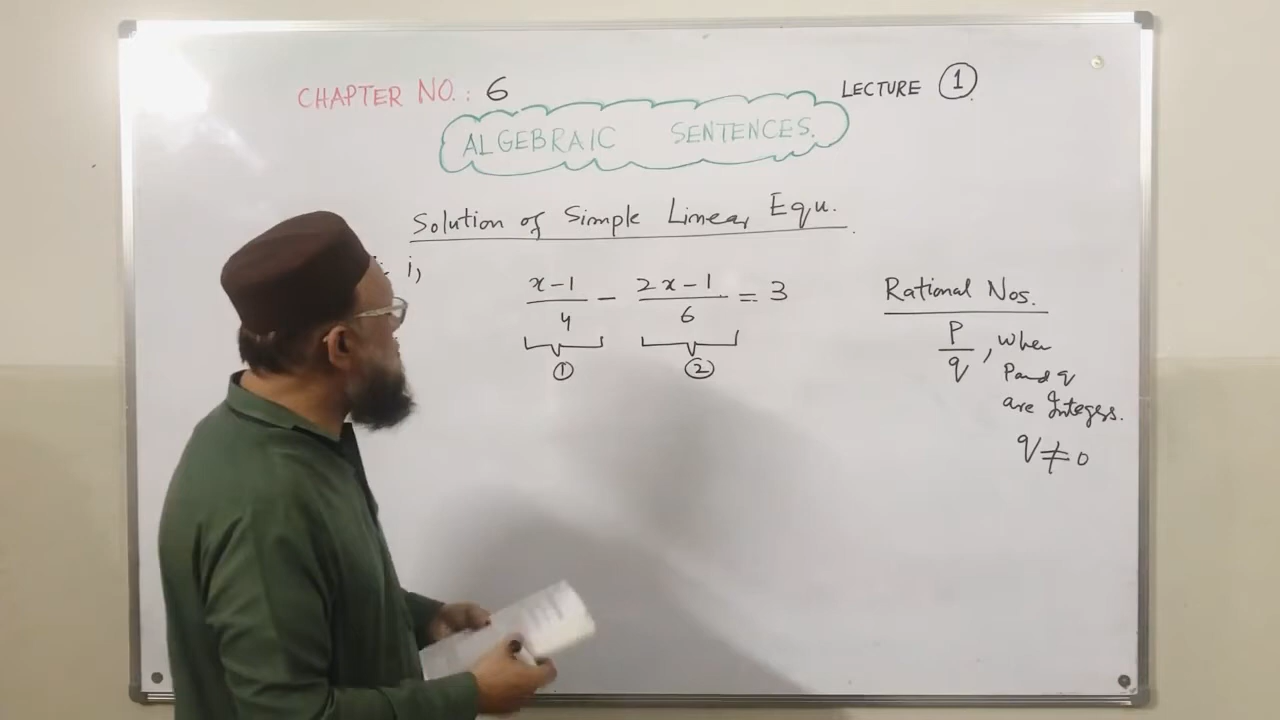 CHAPTER NO.: 6
LECTURE 1
ALGEBRAIC SENTENCES.
Solution of Simple Linear Equ.
i,
x-1/4 - 2x-1/6 = 3
① ②
Rational Nos.
P/q, when
P and q
are Integers.
q ≠ 0